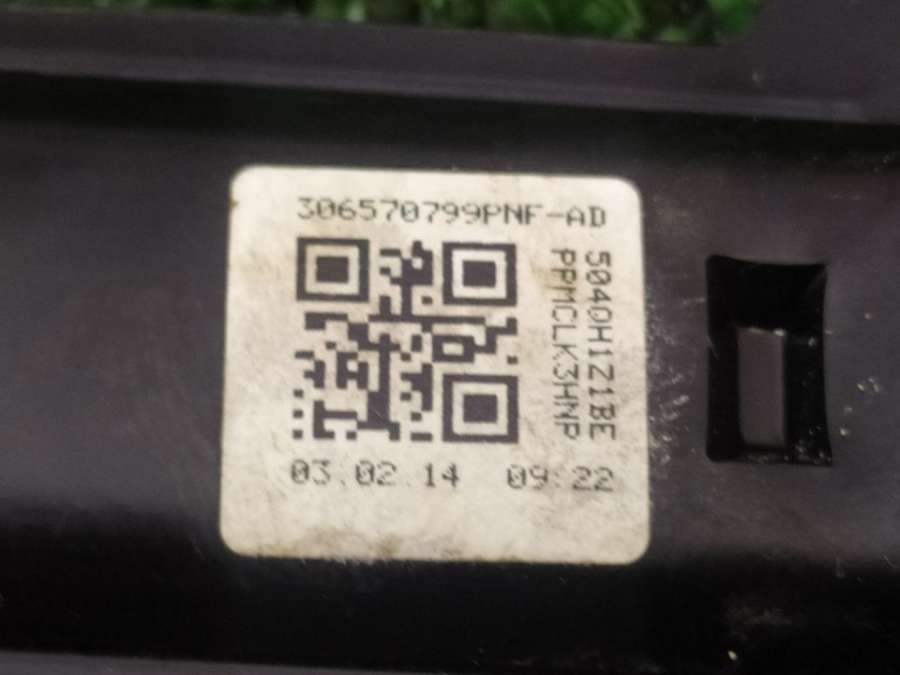 306570799PNF-AD
5040H1Z1BE
PPMCLK3HNP
03.02.14 09:22